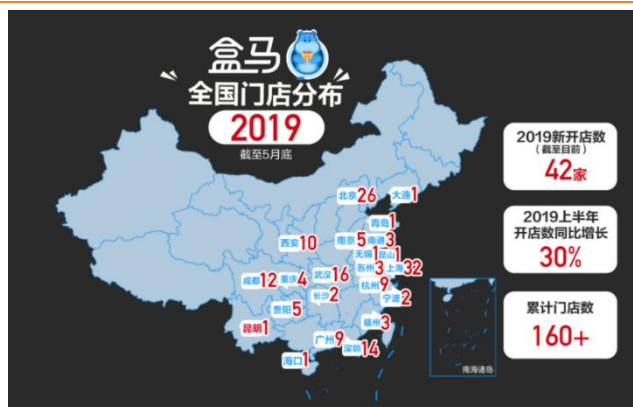 盒马
全国门店分布
2019
截至5月底
北京26
大连1
青岛1
西安10
南京5
南通3
无锡1
昆山1
苏州3
上海32
成都12
重庆4
武汉16
杭州9
长沙2
宁波2
贵阳5
昆明1
福州3
广州9
深圳14
海口1
南海诸岛
2019新开店数
(截至目前)
42家
2019上半年
开店数同比增长
30%
累计门店数
160+